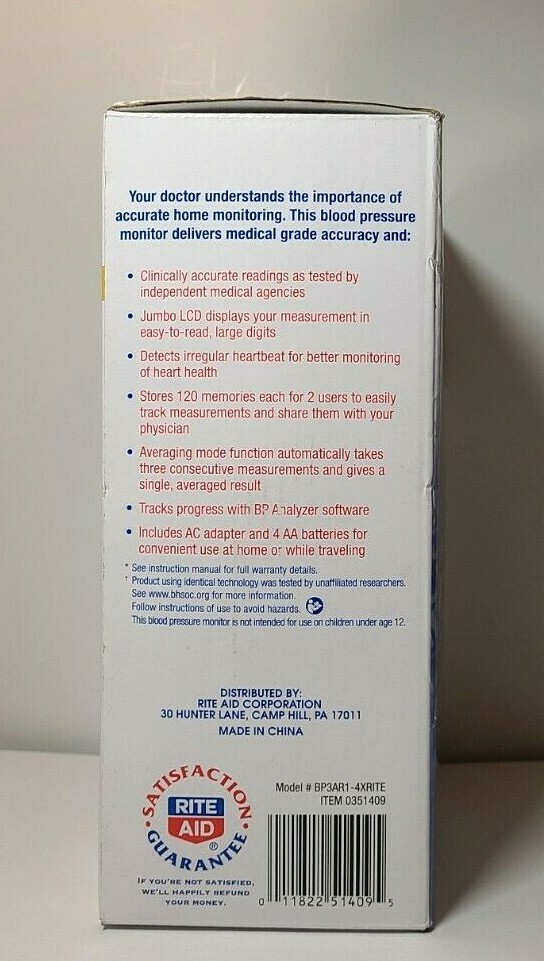 Your doctor understands the importance of
accurate home monitoring. This blood pressure
monitor delivers medical grade accuracy and:
• Clinically accurate readings as tested by
independent medical agencies
• Jumbo LCD displays your measurement in
easy-to-read, large digits
• Detects irregular heartbeat for better monitoring
of heart health
• Stores 120 memories each for 2 users to easily
track measurements and share them with your
physician
• Averaging mode function automatically takes
three consecutive measurements and gives a
single, averaged result
• Tracks progress with BP Analyzer software
• Includes AC adapter and 4 AA batteries for
convenient use at home or while traveling
* See instruction manual for full warranty details.
† Product using identical technology was tested by unaffiliated researchers.
See www.bhsoc.org for more information.
Follow instructions of use to avoid hazards.
This blood pressure monitor is not intended for use on children under age 12.
DISTRIBUTED BY:
RITE AID CORPORATION
30 HUNTER LANE, CAMP HILL, PA 17011
MADE IN CHINA
• SATISFACTION •
RITE
AID
®
GUARANTEE
IF YOU'RE NOT SATISFIED,
WE'LL HAPPILY REFUND
YOUR MONEY.
Model # BP3AR1-4XRITE
ITEM 0351409
0 11822 51409 5